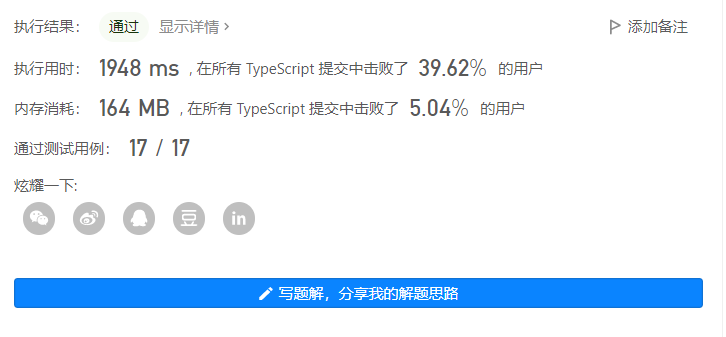 执行结果： 通过 显示详情 › 添加备注
执行用时： 1948 ms , 在所有 TypeScript 提交中击败了 39.62% 的用户
内存消耗： 164 MB , 在所有 TypeScript 提交中击败了 5.04% 的用户
通过测试用例： 17 / 17
炫耀一下:
豆 in
写题解，分享我的解题思路